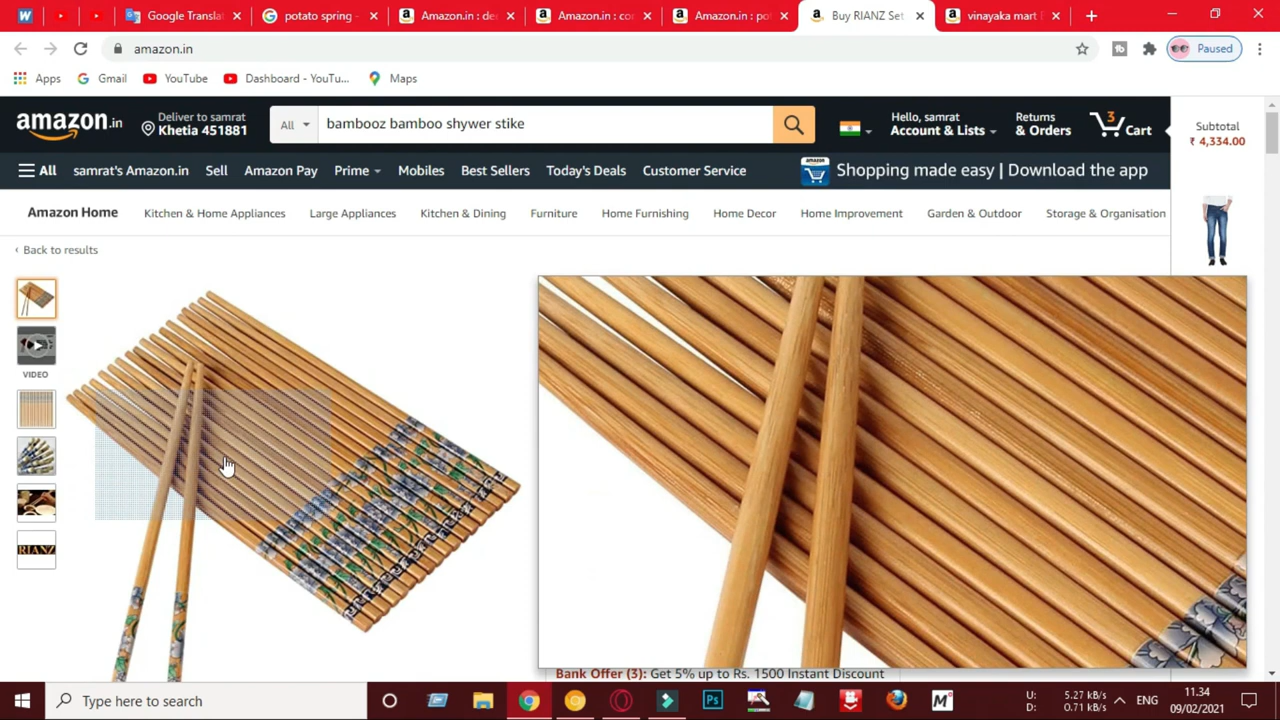 Google Transla
potato spring -
Amazon.in : de
Amazon.in : co
Amazon.in : po
Buy RIANZ Set
vinayaka mart
amazon.in
Paused
Apps
Gmail
YouTube
Dashboard - YouTu...
Maps
amazon.in
Deliver to samrat
Khetia 451881
All
bambooz bamboo shywer stike
Hello, samrat
Account & Lists
Returns
& Orders
3
Cart
Subtotal
₹ 4,334.00
All
samrat's Amazon.in
Sell
Amazon Pay
Prime
Mobiles
Best Sellers
Today's Deals
Customer Service
amazon
Shopping made easy | Download the app
Amazon Home
Kitchen & Home Appliances
Large Appliances
Kitchen & Dining
Furniture
Home Furnishing
Home Decor
Home Improvement
Garden & Outdoor
Storage & Organisation
‹ Back to results
VIDEO
RIANZ
Bank Offer (3): Get 5% up to Rs. 1500 Instant Discount
Type here to search
Ps
M
U: 5.27 kB/s
D: 0.71 kB/s
ENG
11.34
09/02/2021